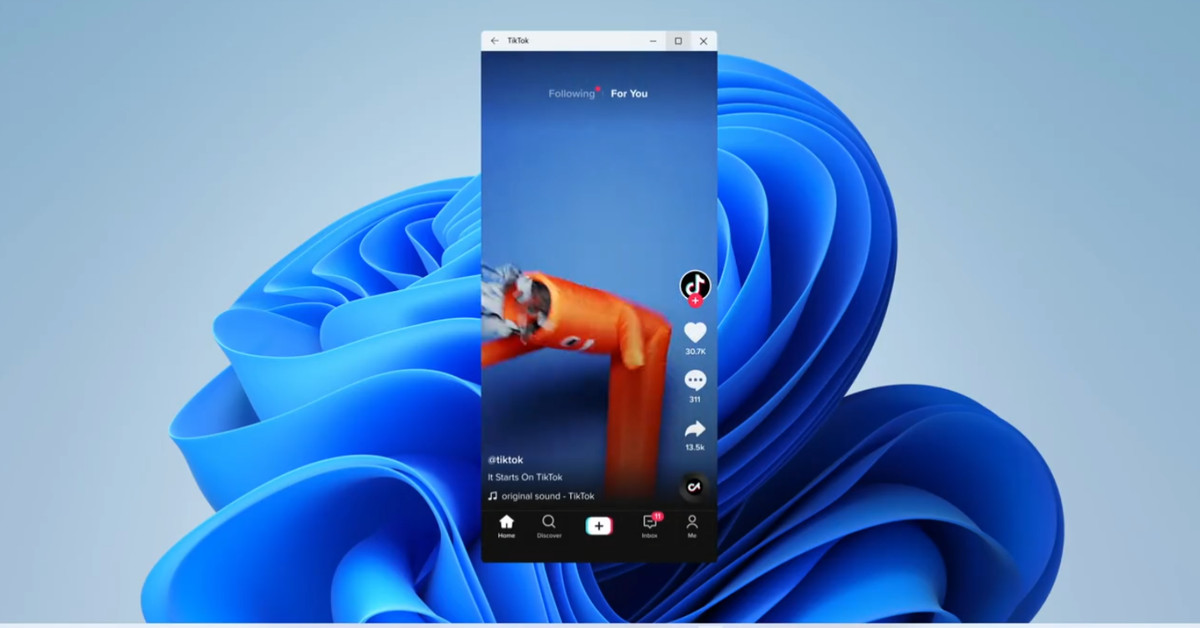 TikTok
Following For You
30.7K
311
13.5k
@tiktok
It Starts On TikTok
original sound - TikTok
11
Home Discover Inbox Me